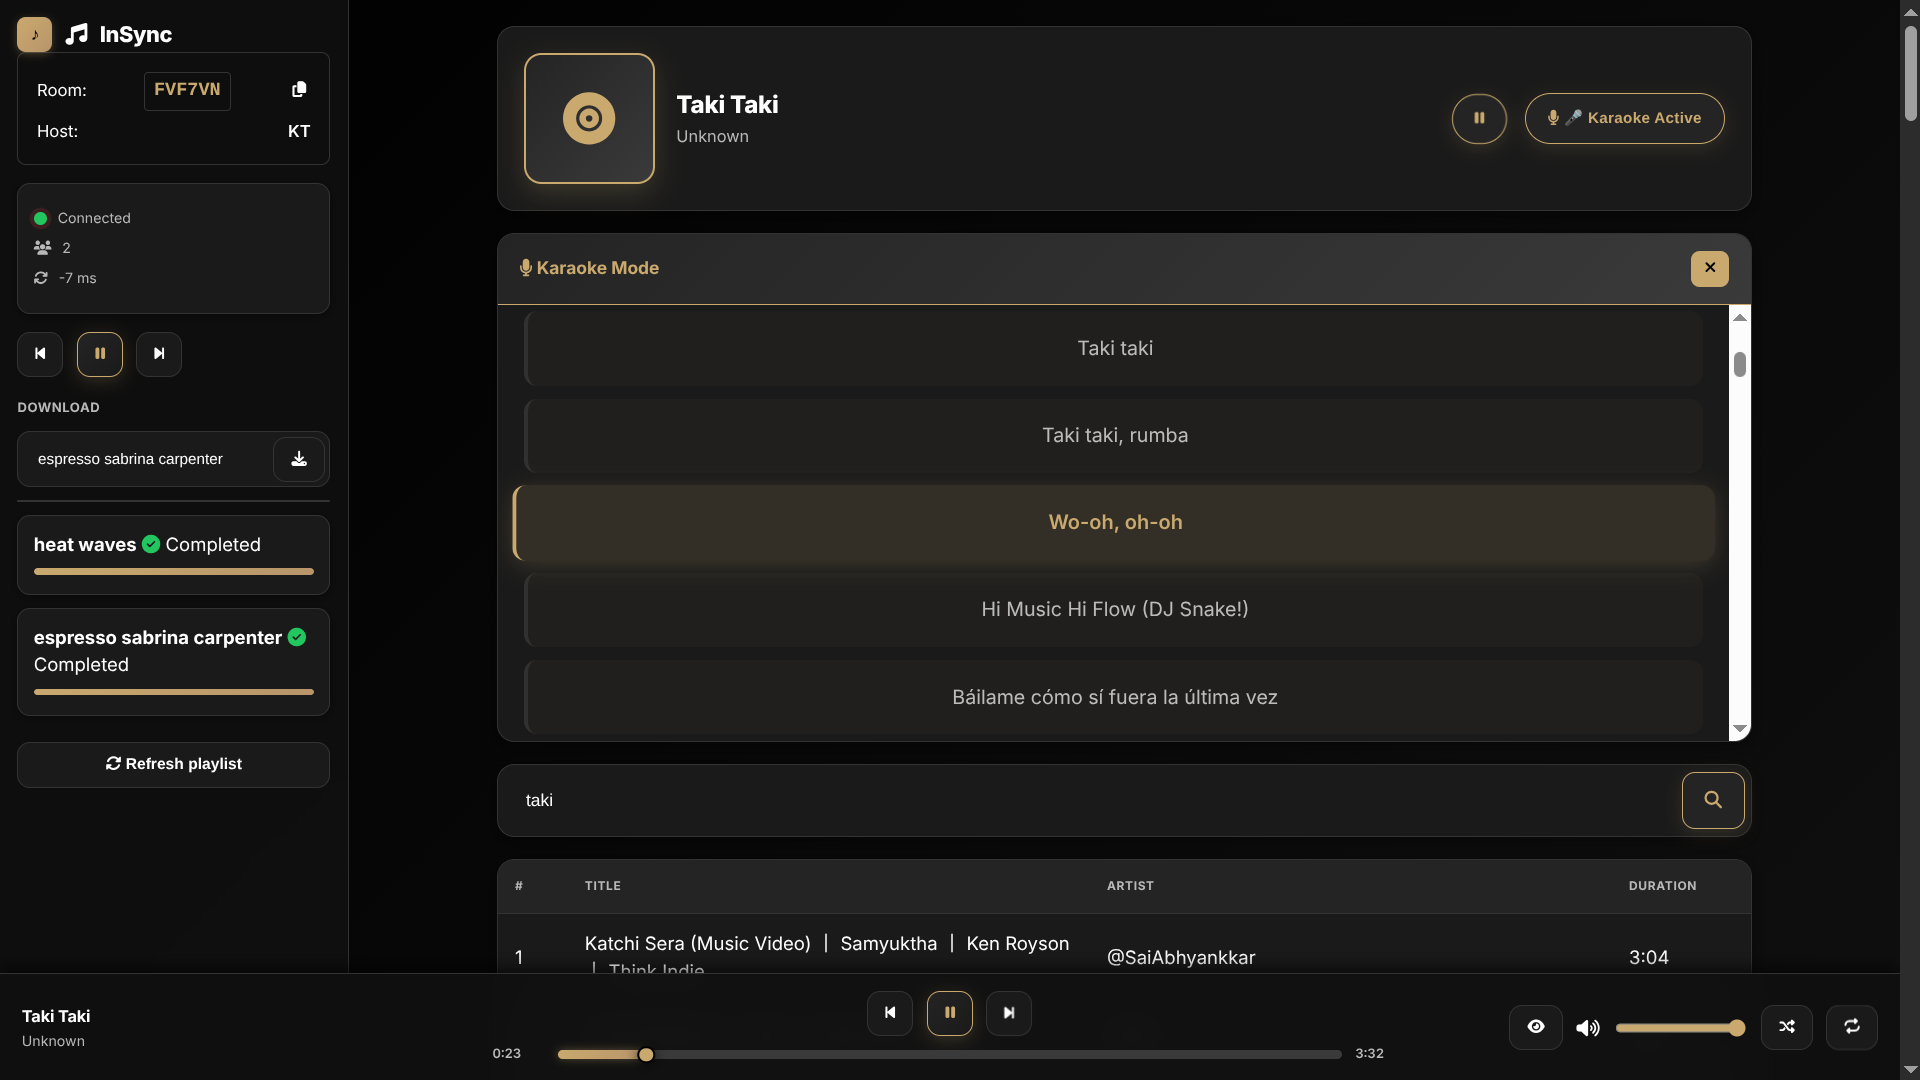 InSync
Room: FVF7VN
Host: KT
Connected
2
-7 ms
DOWNLOAD
espresso sabrina carpenter
heat waves Completed
espresso sabrina carpenter
Completed
Refresh playlist
Taki Taki
Unknown
Karaoke Active
Karaoke Mode
Taki taki
Taki taki, rumba
Wo-oh, oh-oh
Hi Music Hi Flow (DJ Snake!)
Báilame cómo sí fuera la última vez
taki
# TITLE ARTIST DURATION
1 Katchi Sera (Music Video) | Samyuktha | Ken Royson @SaiAbhyankkar 3:04
| Think Indie
Taki Taki
Unknown
0:23 3:32